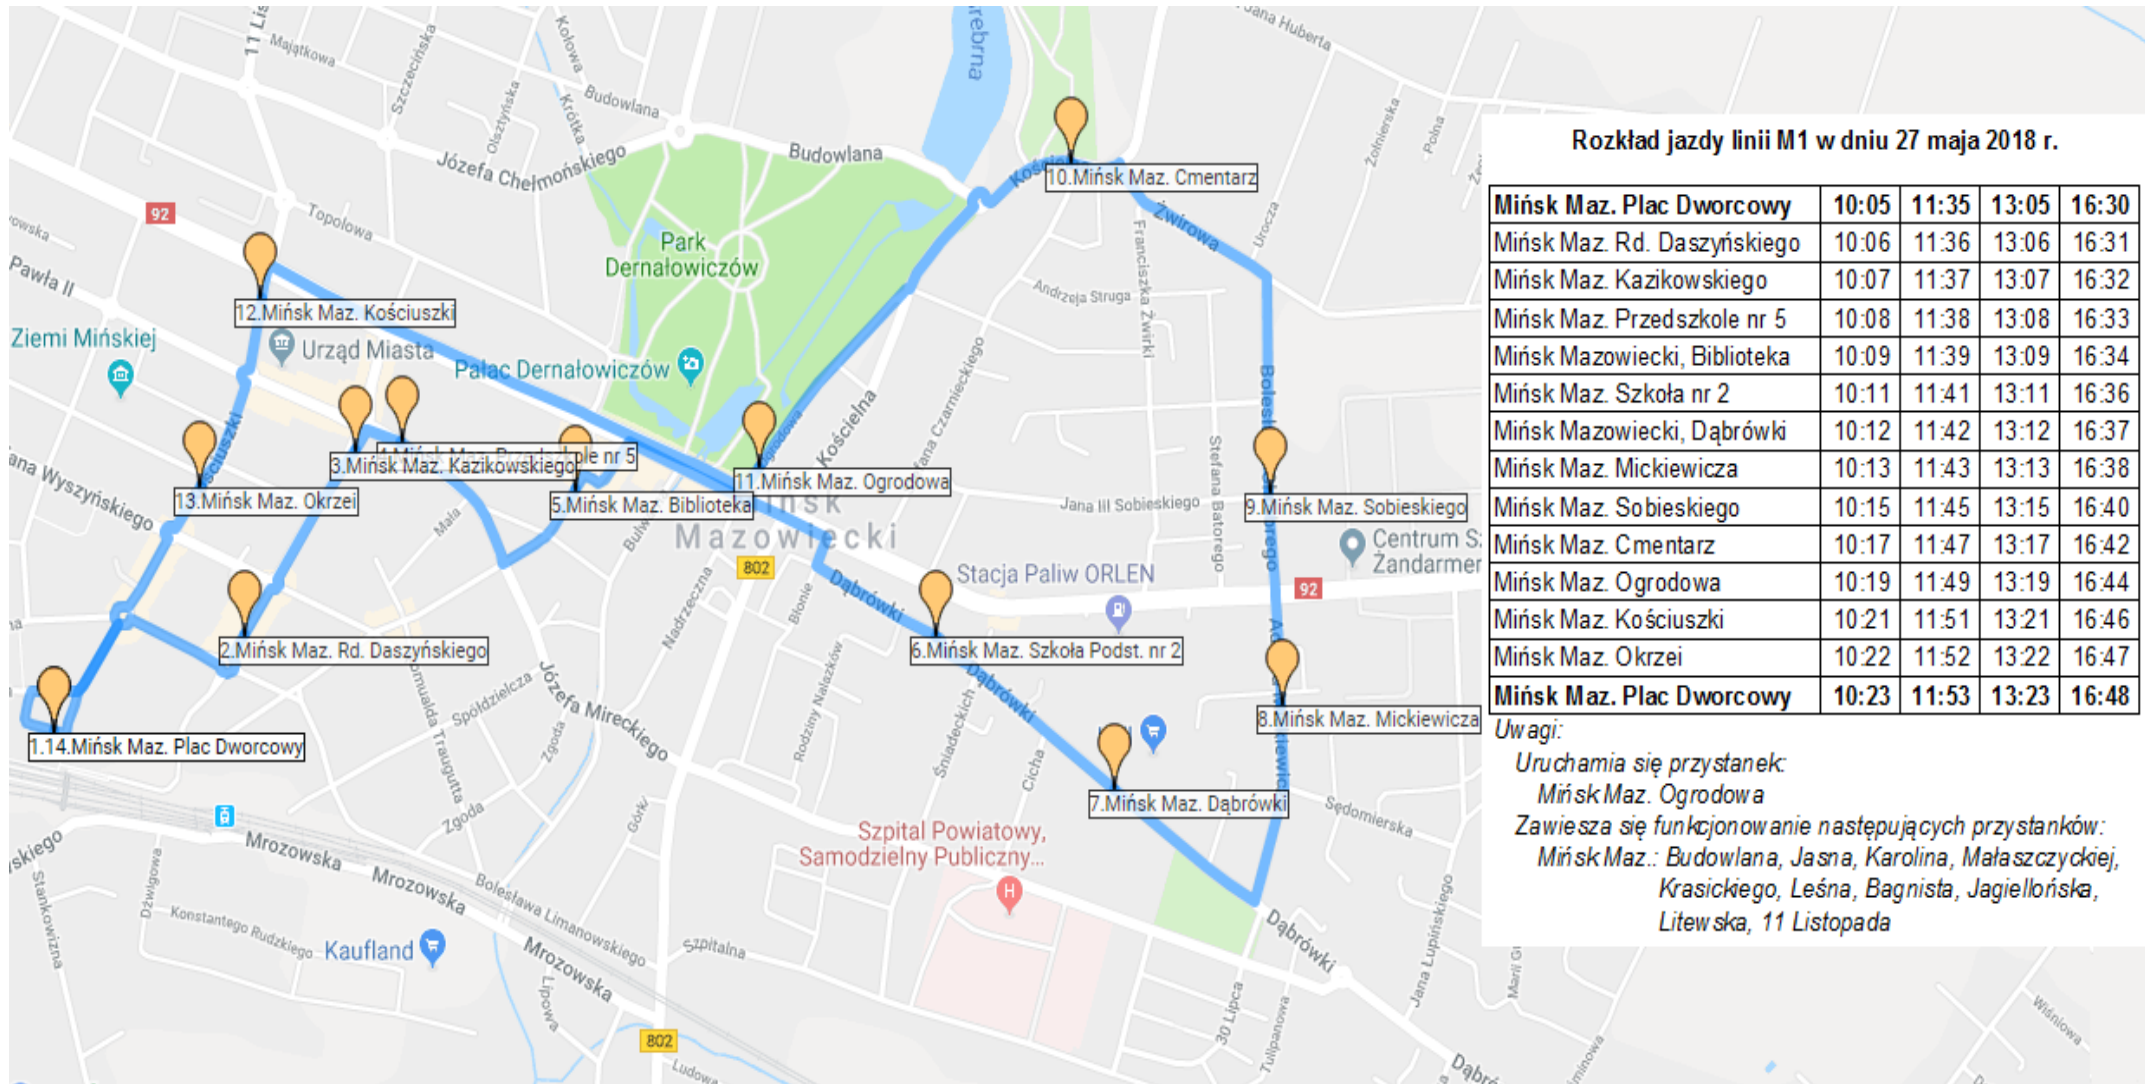 11 Lis
Majątkowa
Szczecińska
Kołowa
Olsztyńska
Krótka
Budowlana
Józefa Chełmońskiego
Budowlana
Srebrna
Jana Huberta
Żołnierska
Polna
Topolowa
92
Pawła II
Park
Dernałowiczów
10.Mińsk Maz. Cmentarz
Żwirowa
Urocza
Franciszka Żwirki
Andrzeja Struga
12.Mińsk Maz. Kościuszki
Ziemi Mińskiej
Urząd Miasta
Pałac Dernałowiczów
Kościelna
Ogrodowa
ana Wyszyńskiego
3.Mińsk Maz. Kazikowskiego
5.Mińsk Maz. Biblioteka
11.Mińsk Maz. Ogrodowa
13.Mińsk Maz. Okrzei
Mała
Mazowiecki
Jana III Sobieskiego
Stefana Batorego
9.Mińsk Maz. Sobieskiego
Centrum S
Żandarmer
802
Nadrzeczna
Błonie
Dąbrówki
Stacja Paliw ORLEN
92
2.Mińsk Maz. Rd. Daszyńskiego
6.Mińsk Maz. Szkoła Podst. nr 2
Rodziny Nalazków
Śniadeckich
Dąbrówki
Cicha
Spółdzielcza
Romualda Traugutta
Józefa Mireckiego
Zgoda
Zgoda
1.14.Mińsk Maz. Plac Dworcowy
8.Mińsk Maz. Mickiewicza
7.Mińsk Maz. Dąbrówki
Sędomierska
Mrozowska
Mrozowska
Mrozowska
Szpital Powiatowy,
Samodzielny Publiczny...
H
Stankowizna
Dźwigowa
Konstantego Rudzkiego
Kaufland
Bolesława Limanowskiego
Szpitalna
Lipowa
Ludowa
802
30 Lipca
Tulipanowa
Dąbrówki
Jana Łupińskiego
Wiśniowa
Rozkład jazdy linii M1 w dniu 27 maja 2018 r.
Mińsk Maz. Plac Dworcowy 10:05 11:35 13:05 16:30
Mińsk Maz. Rd. Daszyńskiego 10:06 11:36 13:06 16:31
Mińsk Maz. Kazikowskiego 10:07 11:37 13:07 16:32
Mińsk Maz. Przedszkole nr 5 10:08 11:38 13:08 16:33
Mińsk Mazowiecki, Biblioteka 10:09 11:39 13:09 16:34
Mińsk Maz. Szkoła nr 2 10:11 11:41 13:11 16:36
Mińsk Mazowiecki, Dąbrówki 10:12 11:42 13:12 16:37
Mińsk Maz. Mickiewicza 10:13 11:43 13:13 16:38
Mińsk Maz. Sobieskiego 10:15 11:45 13:15 16:40
Mińsk Maz. Cmentarz 10:17 11:47 13:17 16:42
Mińsk Maz. Ogrodowa 10:19 11:49 13:19 16:44
Mińsk Maz. Kościuszki 10:21 11:51 13:21 16:46
Mińsk Maz. Okrzei 10:22 11:52 13:22 16:47
Mińsk Maz. Plac Dworcowy 10:23 11:53 13:23 16:48
Uwagi:
Uruchamia się przystanek:
Mińsk Maz. Ogrodowa
Zawiesza się funkcjonowanie następujących przystanków:
Mińsk Maz.: Budowlana, Jasna, Karolina, Małaszczyckiej,
Krasickiego, Leśna, Bagnista, Jagiellońska,
Litewska, 11 Listopada